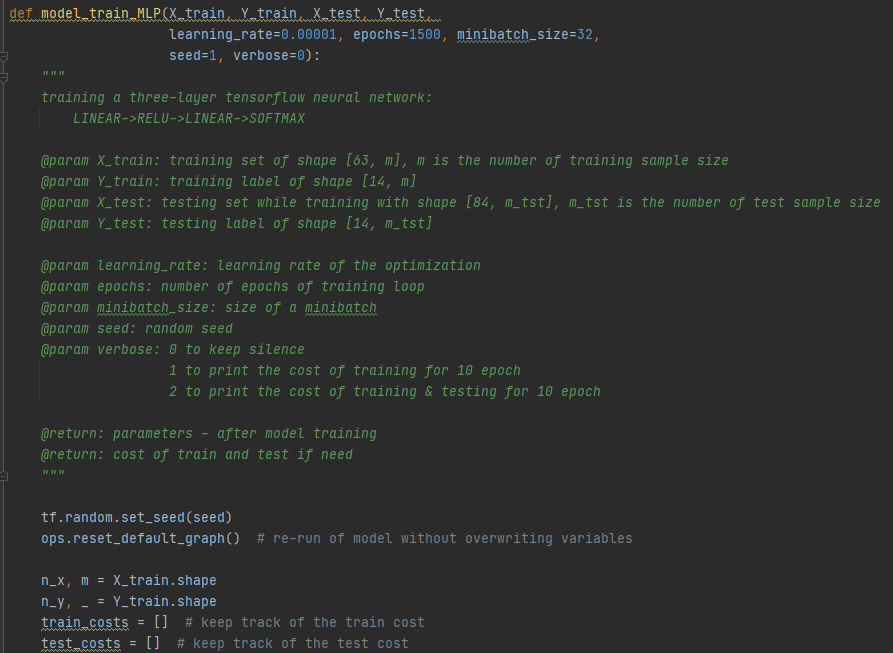 def model_train_MLP(X_train, Y_train, X_test, Y_test,
learning_rate=0.00001, epochs=1500, minibatch_size=32,
seed=1, verbose=0):
"""
training a three-layer tensorflow neural network:
LINEAR->RELU->LINEAR->SOFTMAX
@param X_train: training set of shape [63, m], m is the number of training sample size
@param Y_train: training label of shape [14, m]
@param X_test: testing set while training with shape [84, m_tst], m_tst is the number of test sample size
@param Y_test: testing label of shape [14, m_tst]
@param learning_rate: learning rate of the optimization
@param epochs: number of epochs of training loop
@param minibatch_size: size of a minibatch
@param seed: random seed
@param verbose: 0 to keep silence
1 to print the cost of training for 10 epoch
2 to print the cost of training & testing for 10 epoch
@return: parameters - after model training
@return: cost of train and test if need
"""
tf.random.set_seed(seed)
ops.reset_default_graph()  # re-run of model without overwriting variables
n_x, m = X_train.shape
n_y, _ = Y_train.shape
train_costs = []  # keep track of the train cost
test_costs = []  # keep track of the test cost